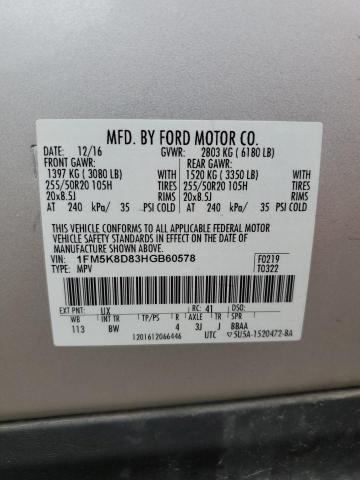 MFD. BY FORD MOTOR CO.
DATE: 12/16 GVWR: 2803 KG ( 6180 LB)
FRONT GAWR: REAR GAWR:
1397 KG ( 3080 LB) WITH 1520 KG ( 3350 LB) WITH
255/50R20 105H TIRES 255/50R20 105H TIRES
20x8.5J RIMS 20x8.5J RIMS
AT 240 kPa/ 35 PSI COLD AT 240 kPa/ 35 PSI COLD
THIS VEHICLE CONFORMS TO ALL APPLICABLE FEDERAL MOTOR
VEHICLE SAFETY AND BUMPER STANDARDS IN EFFECT ON THE DATE
OF MANUFACTURE SHOWN ABOVE.
VIN: 1FM5K8D83HGB60578 F0219
TYPE: MPV T0322
EXT PNT: UX RC: 41 DSO:
WB INT TR TP/PS R AXLE TR SPR
113 BW 4 3J J BBAA
1201612066446 UTC 5U5A-1520472-BA